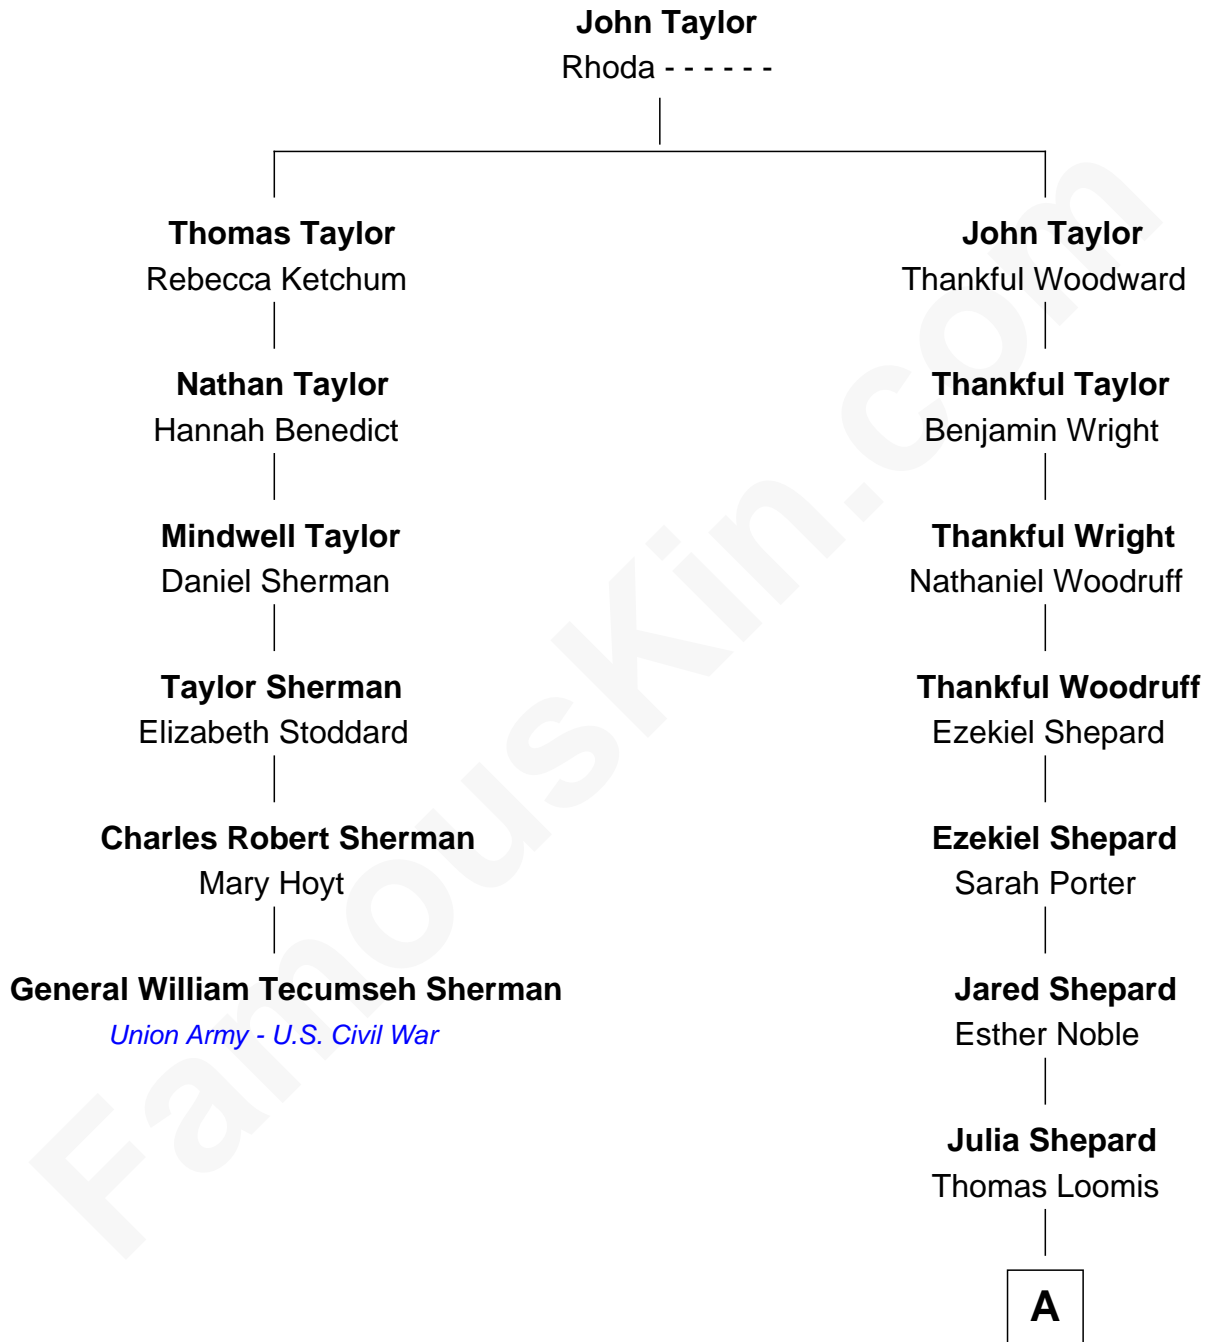 John Taylor
Rhoda - - - - - -
Thomas Taylor
Rebecca Ketchum
John Taylor
Thankful Woodward
Nathan Taylor
Hannah Benedict
Thankful Taylor
Benjamin Wright
Mindwell Taylor
Daniel Sherman
Thankful Wright
Nathaniel Woodruff
Taylor Sherman
Elizabeth Stoddard
Thankful Woodruff
Ezekiel Shepard
Charles Robert Sherman
Mary Hoyt
Ezekiel Shepard
Sarah Porter
General William Tecumseh Sherman
Union Army - U.S. Civil War
Jared Shepard
Esther Noble
Julia Shepard
Thomas Loomis
A
FamousKin.com